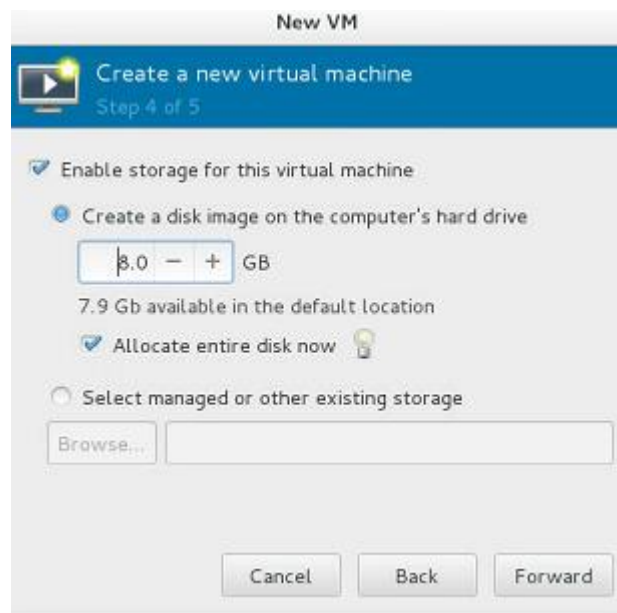 New VM
Create a new virtual machine
Step 4 of 5
Enable storage for this virtual machine
Create a disk image on the computer's hard drive
8.0 − + GB
7.9 Gb available in the default location
Allocate entire disk now
Select managed or other existing storage
Browse...
Cancel Back Forward